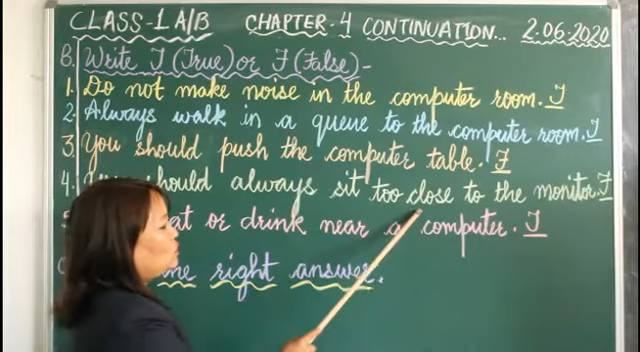 CLASS-1 A/B CHAPTER-4 CONTINUATION... 2.06.2020
B. Write T (True) or F (False)-
1. Do not make noise in the computer room. T
2. Always walk in a queue to the computer room. T
3. You should push the computer table. F
4. should always sit too close to the monitor. F
at or drink near a computer. T
right answer.